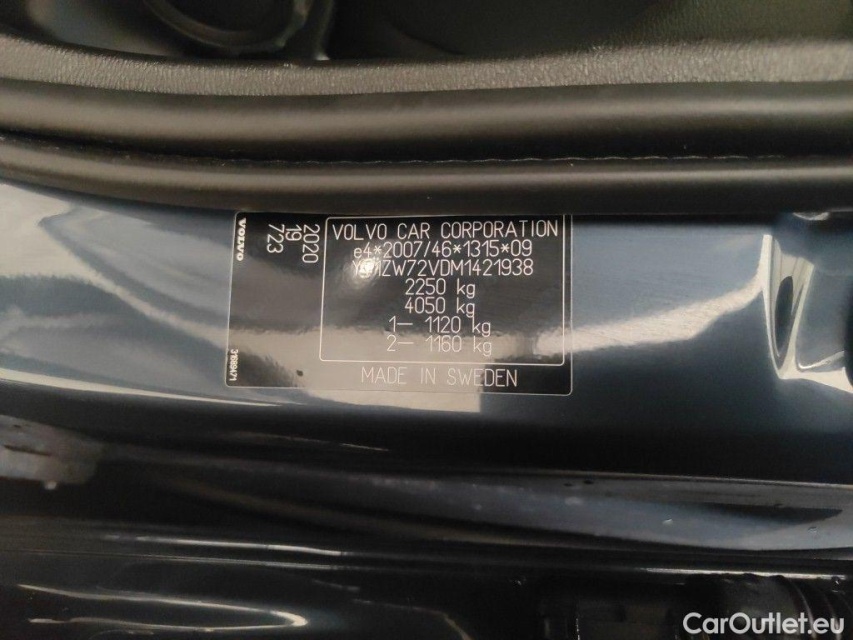 VOLVO
2020
19
723
31689471
VOLVO CAR CORPORATION
e4*2007/46*1315*09
2250 kg
4050 kg
1– 1120 kg
2– 1160 kg
MADE IN SWEDEN
CarOutlet.eu